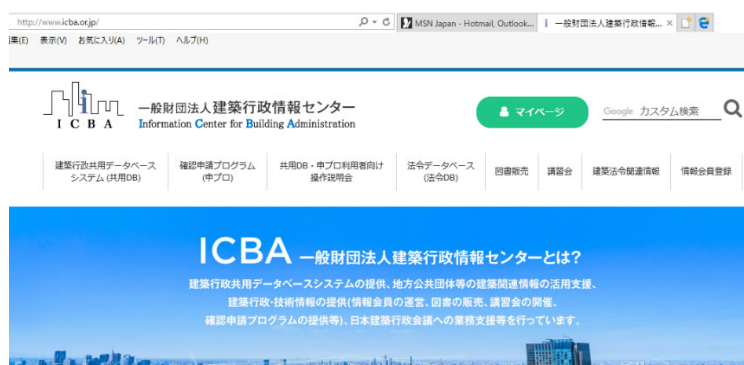 http://www.icba.or.jp/
MSN Japan - Hotmail, Outlook...
一般財団法人建築行政情報...
集(E) 表示(V) お気に入り(A) ツール(T) ヘルプ(H)
ICBA
一般財団法人建築行政情報センター
Information Center for Building Administration
マイページ
Google カスタム検索
建築行政共用データベース
システム (共用DB)
確認申請プログラム
(申プロ)
共用DB・申プロ利用者向け
操作説明会
法令データベース
(法令DB)
図書販売
講習会
建築法令関連情報
情報会員登録
ICBA 一般財団法人建築行政情報センターとは?
建築行政共用データベースシステムの提供、地方公共団体等の建築関連情報の活用支援、
建築行政・技術情報の提供(情報会員の運営、図書の販売、講習会の開催、
確認申請プログラムの提供等)、日本建築行政会議への業務支援等を行っています。